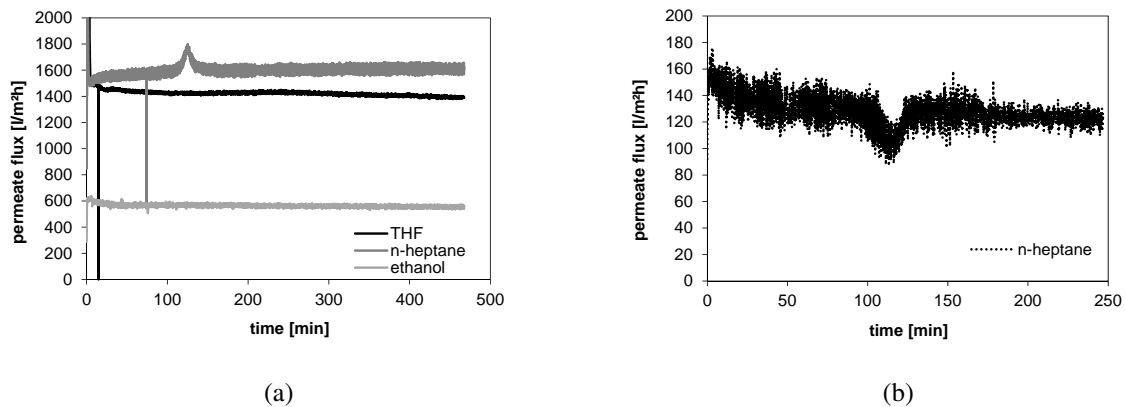 2000
1800
1600
1400
1200
1000
800
600
400
200
0
permeate flux [l/m²h]
THF
n-heptane
ethanol
0 100 200 300 400 500
time [min]
(a)
200
180
160
140
120
100
80
60
40
20
0
permeate flux [l/m²h]
n-heptane
0 50 100 150 200 250
time [min]
(b)